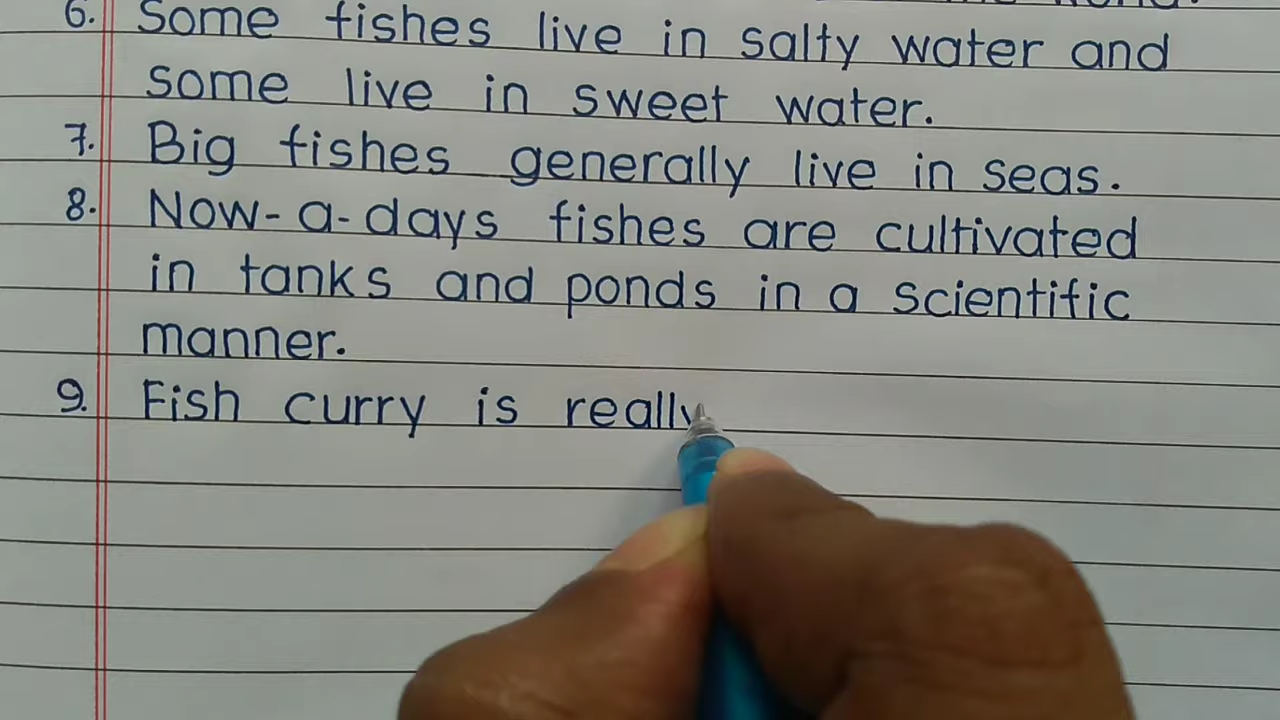 6. Some fishes live in salty water and
some live in sweet water.
7. Big fishes generally live in seas.
8. Now-a-days fishes are cultivated
in tanks and ponds in a scientific
manner.
9. Fish curry is really